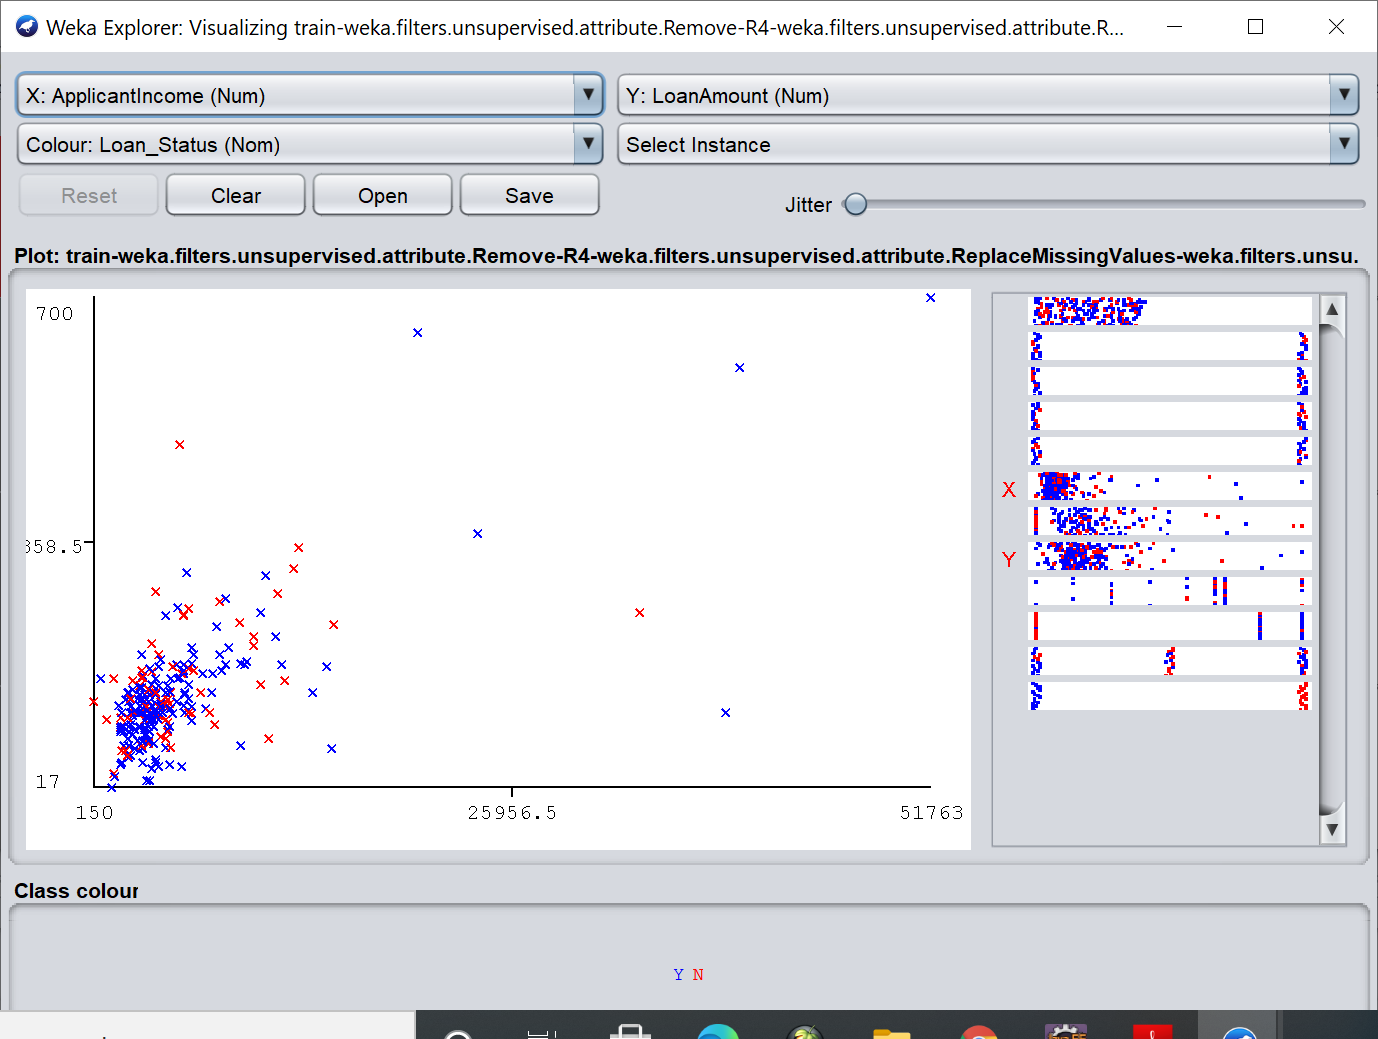 Weka Explorer: Visualizing train-weka.filters.unsupervised.attribute.Remove-R4-weka.filters.unsupervised.attribute.R...
X: ApplicantIncome (Num)
Y: LoanAmount (Num)
Colour: Loan_Status (Nom)
Select Instance
Reset
Clear
Open
Save
Jitter
Plot: train-weka.filters.unsupervised.attribute.Remove-R4-weka.filters.unsupervised.attribute.ReplaceMissingValues-weka.filters.unsu.
700
358.5
17
150
25956.5
51763
X
Y
Class colour
Y N